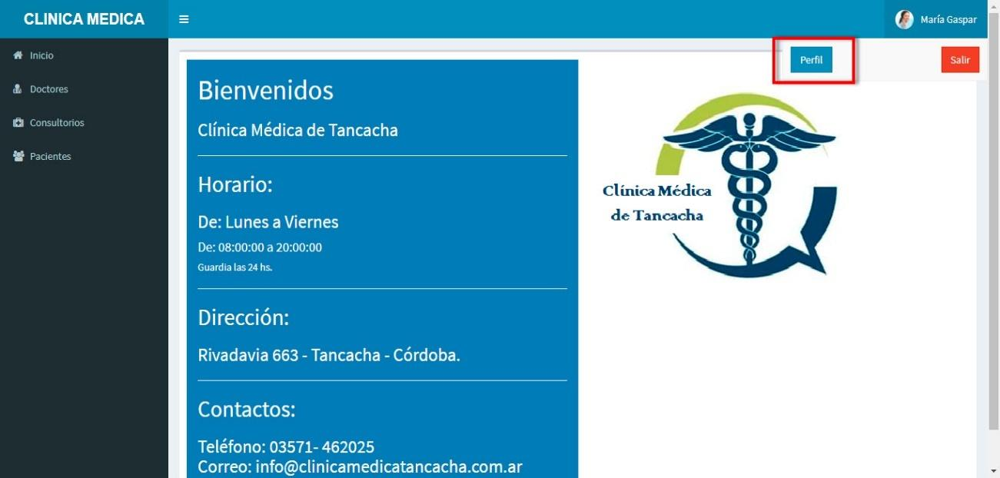 CLINICA MEDICA
María Gaspar
Inicio
Doctores
Consultorios
Pacientes
Perfil
Salir
Bienvenidos
Clínica Médica de Tancacha
Horario:
De: Lunes a Viernes
De: 08:00:00 a 20:00:00
Guardia las 24 hs.
Dirección:
Rivadavia 663 - Tancacha - Córdoba.
Contactos:
Teléfono: 03571- 462025
Correo: info@clinicamedicatancacha.com.ar
Clínica Médica
de Tancacha